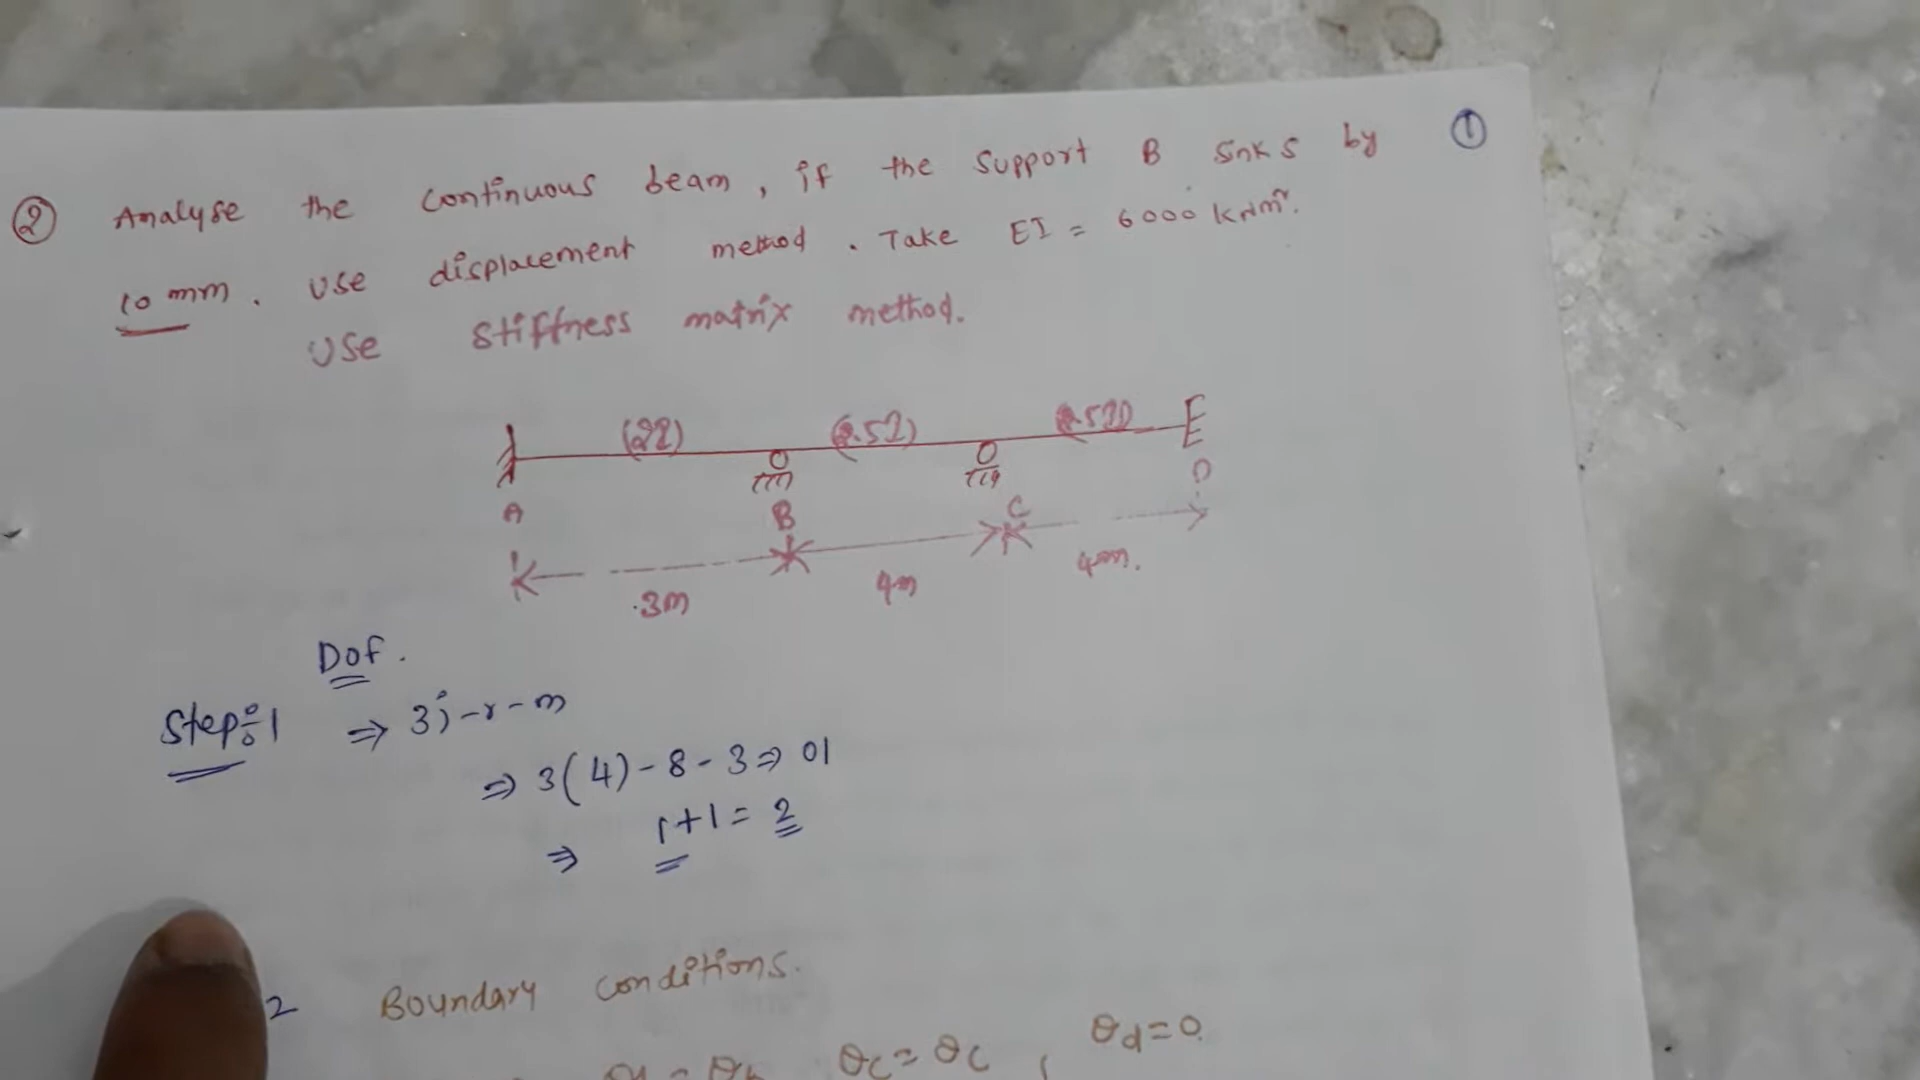 ② Analyse the continuous beam, if the support B sinks by ①
10 mm. Use displacement method. Take EI = 6000 kNm².
Use stiffness matrix method.
(2I)
A B C D
3m 4m 4m.
Dof.
Step:1 ⇒ 3j-r-m
⇒ 3(4)-8-3 ⇒ 01
⇒ 1+1 = 2
2 Boundary conditions.
θc = θc, θd = 0